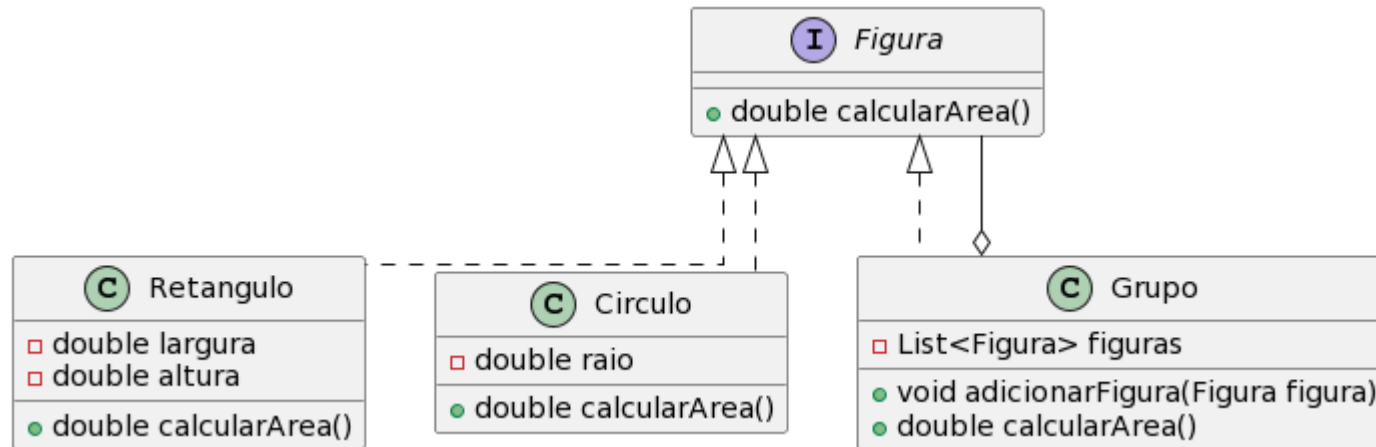 I Figura
double calcularArea()
C Retangulo
double largura
double altura
double calcularArea()
C Circulo
double raio
double calcularArea()
C Grupo
List<Figura> figuras
void adicionarFigura(Figura figura)
double calcularArea()